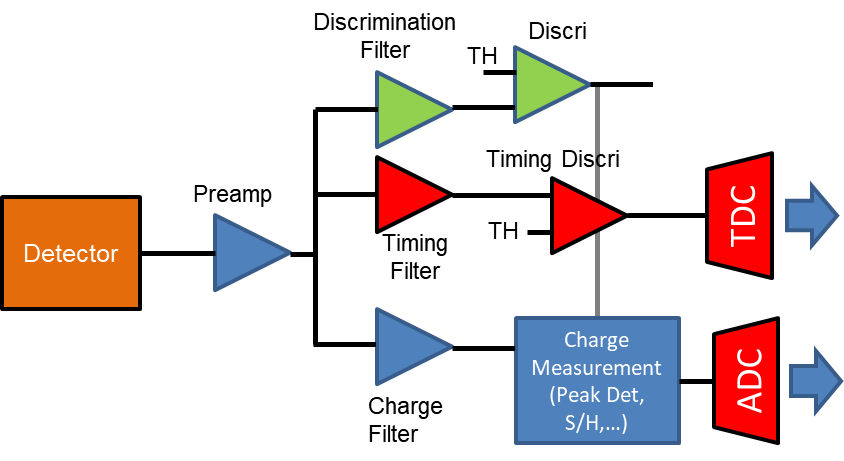 Discrimination
Filter
Discri
TH
Timing Discri
Preamp
Detector
TH
Timing
Filter
TDC
Charge
Measurement
(Peak Det,
S/H,…)
Charge
Filter
ADC